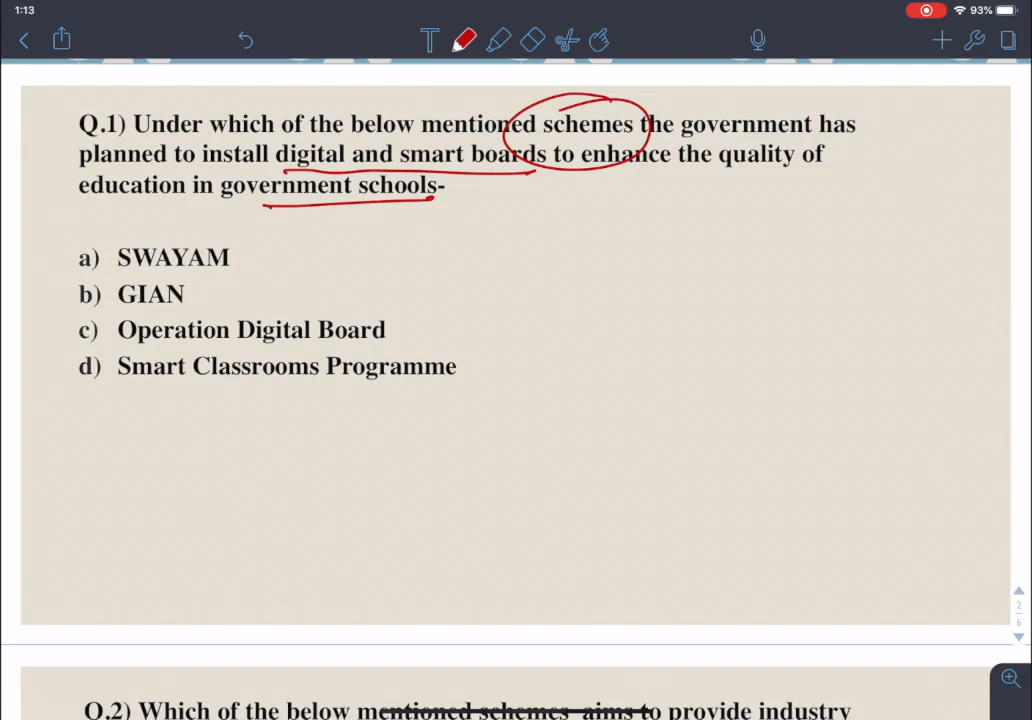 1:13
93%
T
Q.1) Under which of the below mentioned schemes the government has
planned to install digital and smart boards to enhance the quality of
education in government schools-
a) SWAYAM
b) GIAN
c) Operation Digital Board
d) Smart Classrooms Programme
2
6
Q.2) Which of the below mentioned schemes aims to provide industry